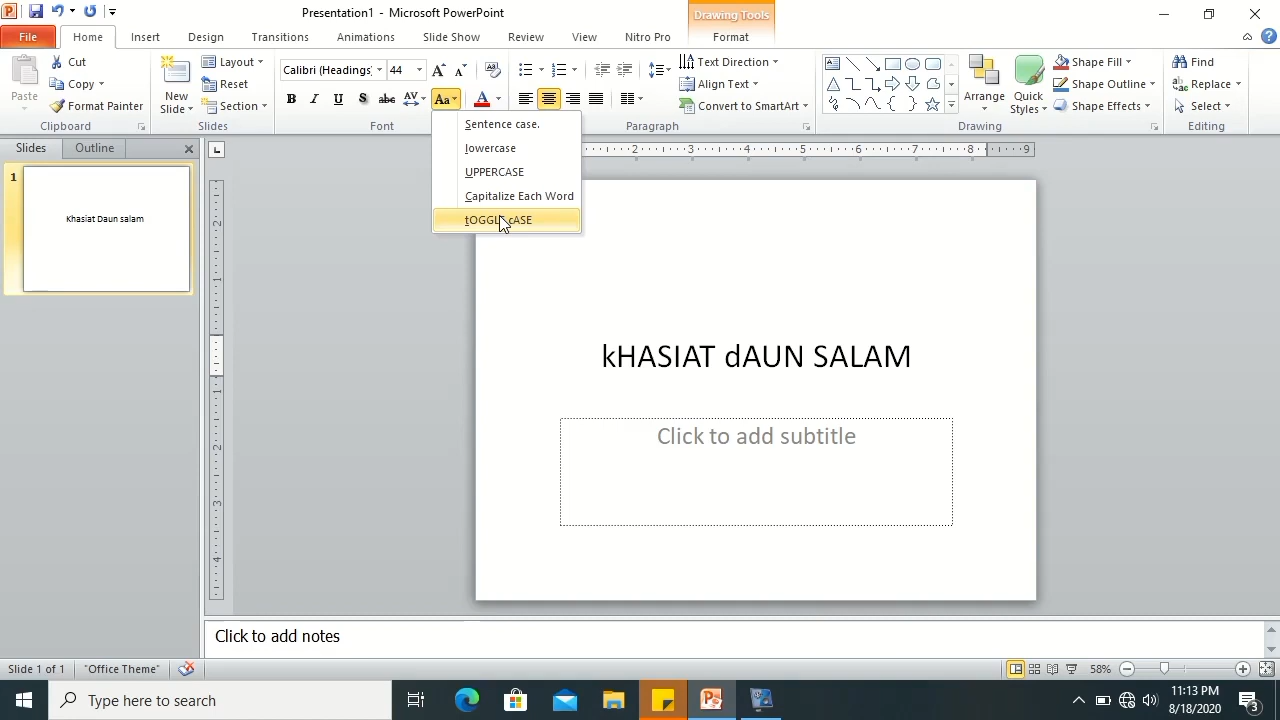 Presentation1 - Microsoft PowerPoint
Drawing Tools
File Home Insert Design Transitions Animations Slide Show Review View Nitro Pro Format
Paste
Cut
Copy
Format Painter
Clipboard
New Slide
Layout
Reset
Section
Slides
Calibri (Headings) 44
B I U S abc AV Aa A
Font
Text Direction
Align Text
Convert to SmartArt
Paragraph
Arrange
Quick Styles
Shape Fill
Shape Outline
Shape Effects
Drawing
Find
Replace
Select
Editing
Sentence case.
lowercase
UPPERCASE
Capitalize Each Word
tOGGLE cASE
Slides Outline
1
Khasiat Daun salam
kHASIAT dAUN SALAM
Click to add subtitle
Click to add notes
Slide 1 of 1 "Office Theme" 58%
Type here to search
11:13 PM
8/18/2020
3